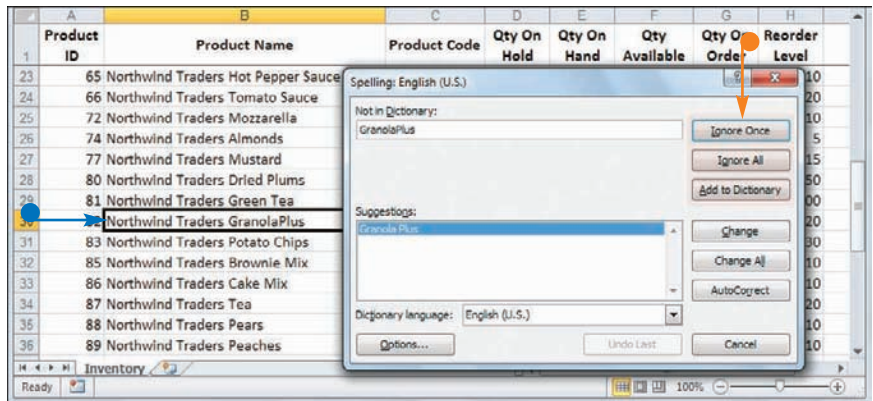 A B C D E F G H
1 Product ID Product Name Product Code Qty On Hold Qty On Hand Qty Available Qty On Order Reorder Level
23 65 Northwind Traders Hot Pepper Sauce 10
24 66 Northwind Traders Tomato Sauce 20
25 72 Northwind Traders Mozzarella 10
26 74 Northwind Traders Almonds 5
27 77 Northwind Traders Mustard 15
28 80 Northwind Traders Dried Plums 50
29 81 Northwind Traders Green Tea 00
Northwind Traders GranolaPlus 20
31 83 Northwind Traders Potato Chips 30
32 85 Northwind Traders Brownie Mix 10
33 86 Northwind Traders Cake Mix 10
34 87 Northwind Traders Tea 20
35 88 Northwind Traders Pears 10
36 89 Northwind Traders Peaches 10
Spelling: English (U.S.)
Not in Dictionary:
GranolaPlus
Ignore Once
Ignore All
Add to Dictionary
Suggestions:
Granola Plus
Change
Change All
AutoCorrect
Dictionary language: English (U.S.)
Options... Undo Last Cancel
Inventory
Ready 100%